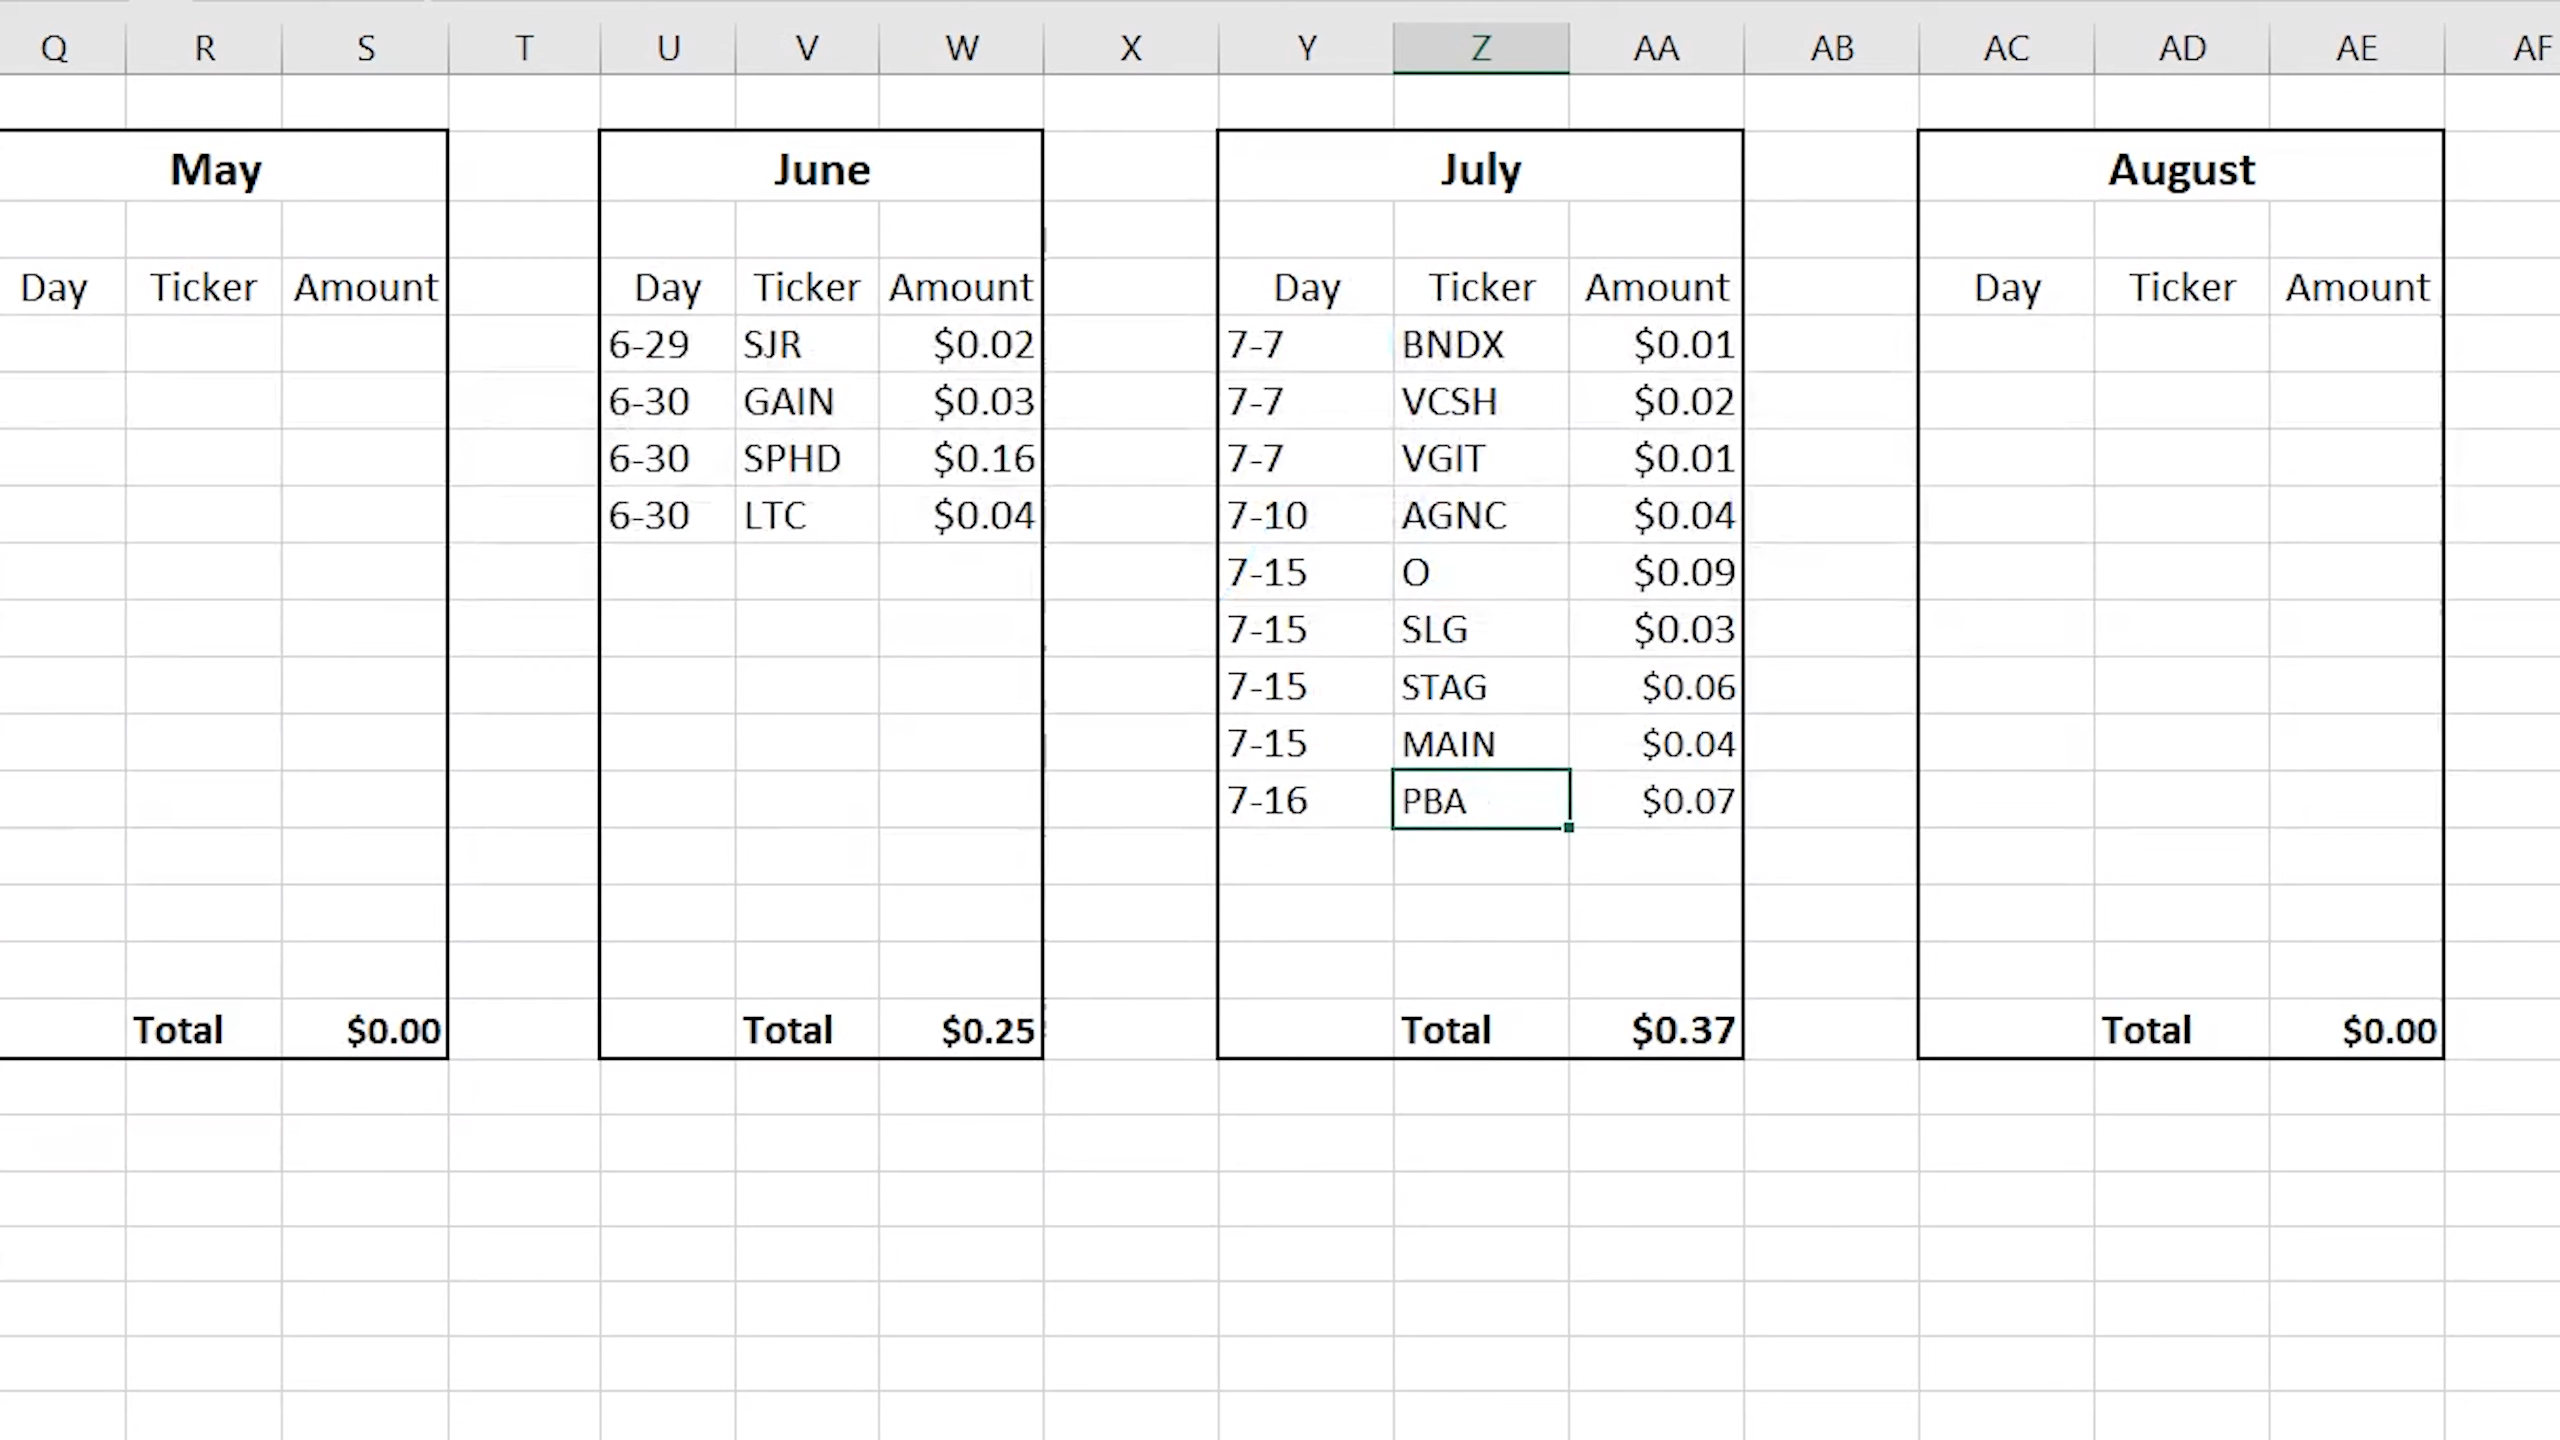 Q R S T U V W X Y Z AA AB AC AD AE AF
May June July August
Day Ticker Amount Day Ticker Amount Day Ticker Amount Day Ticker Amount
6-29 SJR $0.02 7-7 BNDX $0.01
6-30 GAIN $0.03 7-7 VCSH $0.02
6-30 SPHD $0.16 7-7 VGIT $0.01
6-30 LTC $0.04 7-10 AGNC $0.04
7-15 O $0.09
7-15 SLG $0.03
7-15 STAG $0.06
7-15 MAIN $0.04
7-16 PBA $0.07
Total $0.00 Total $0.25 Total $0.37 Total $0.00